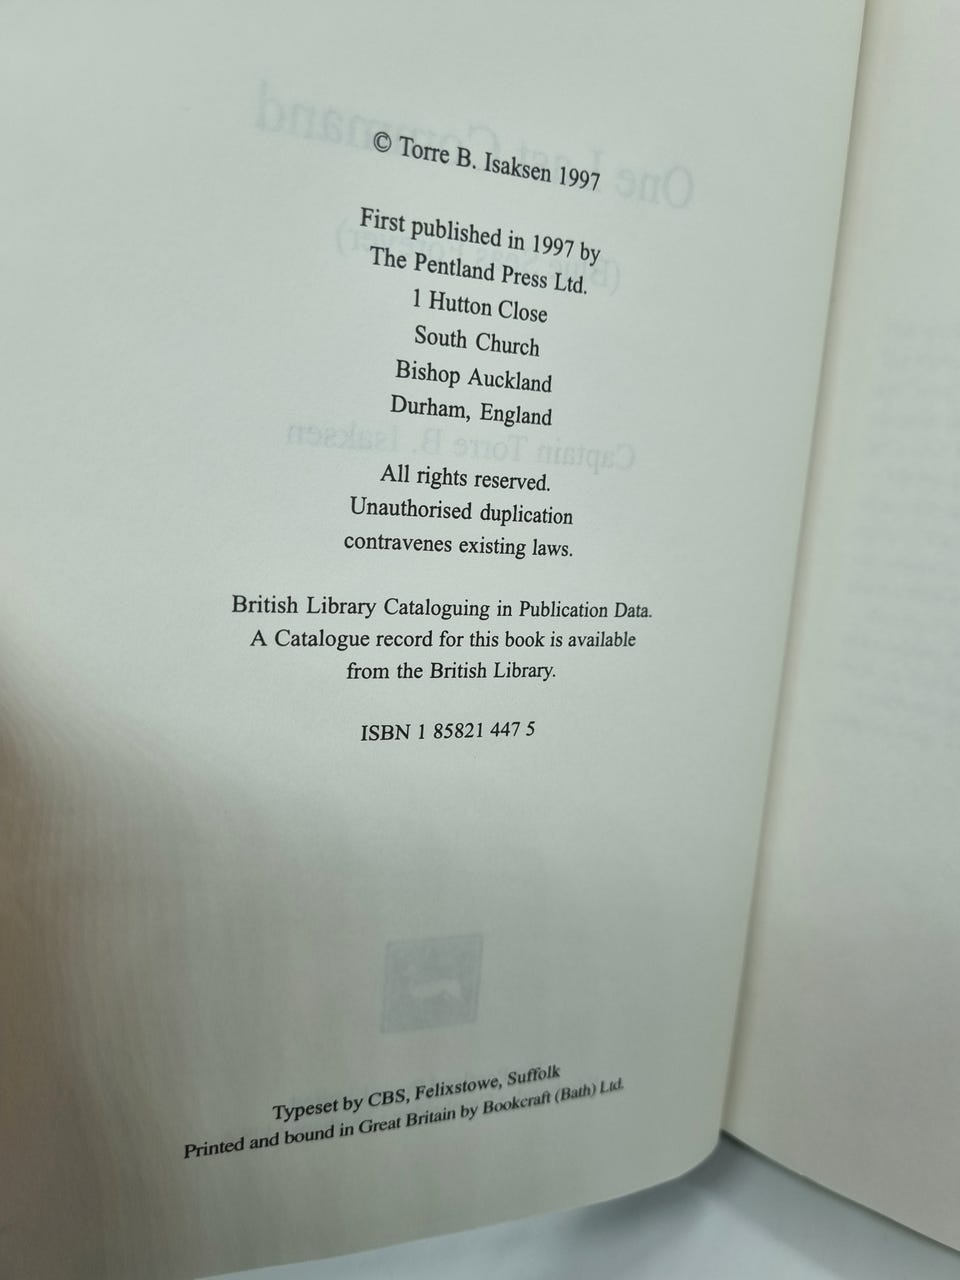 © Torre B. Isaksen 1997
First published in 1997 by
The Pentland Press Ltd.
1 Hutton Close
South Church
Bishop Auckland
Durham, England
All rights reserved.
Unauthorised duplication
contravenes existing laws.
British Library Cataloguing in Publication Data.
A Catalogue record for this book is available
from the British Library.
ISBN 1 85821 447 5
Typeset by CBS, Felixstowe, Suffolk
Printed and bound in Great Britain by Bookcraft (Bath) Ltd.